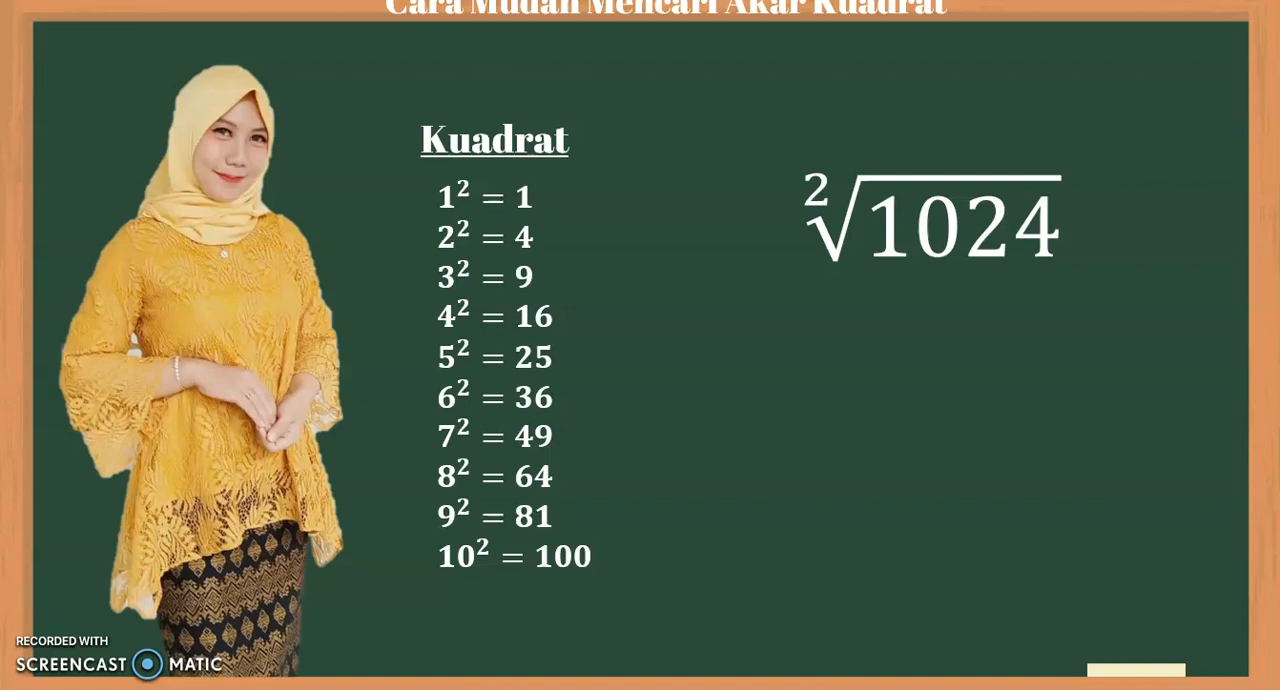 Cara Mudah Mencari Akar Kuadrat
Kuadrat
1² = 1
2² = 4
3² = 9
4² = 16
5² = 25
6² = 36
7² = 49
8² = 64
9² = 81
10² = 100
²√1024
RECORDED WITH
SCREENCAST MATIC